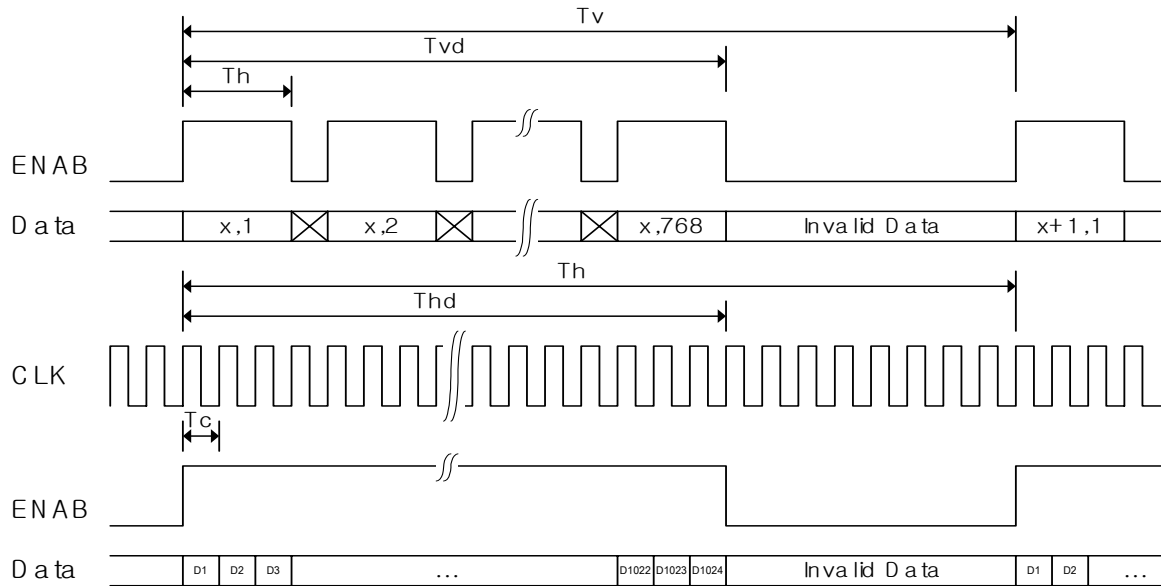 Tv
Tvd
Th
ENAB
Data x,1 x,2 x,768 Invalid Data x+1,1
Th
Thd
CLK
Tc
ENAB
Data D1 D2 D3 ... D1022 D1023 D1024 Invalid Data D1 D2 ...